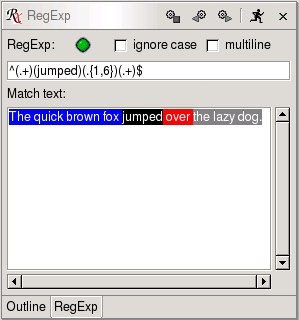 Rx RegExp
RegExp: ignore case multiline
^(.+)(jumped)(.{1,6})(.+)$
Match text:
The quick brown fox jumped over the lazy dog.
Outline RegExp